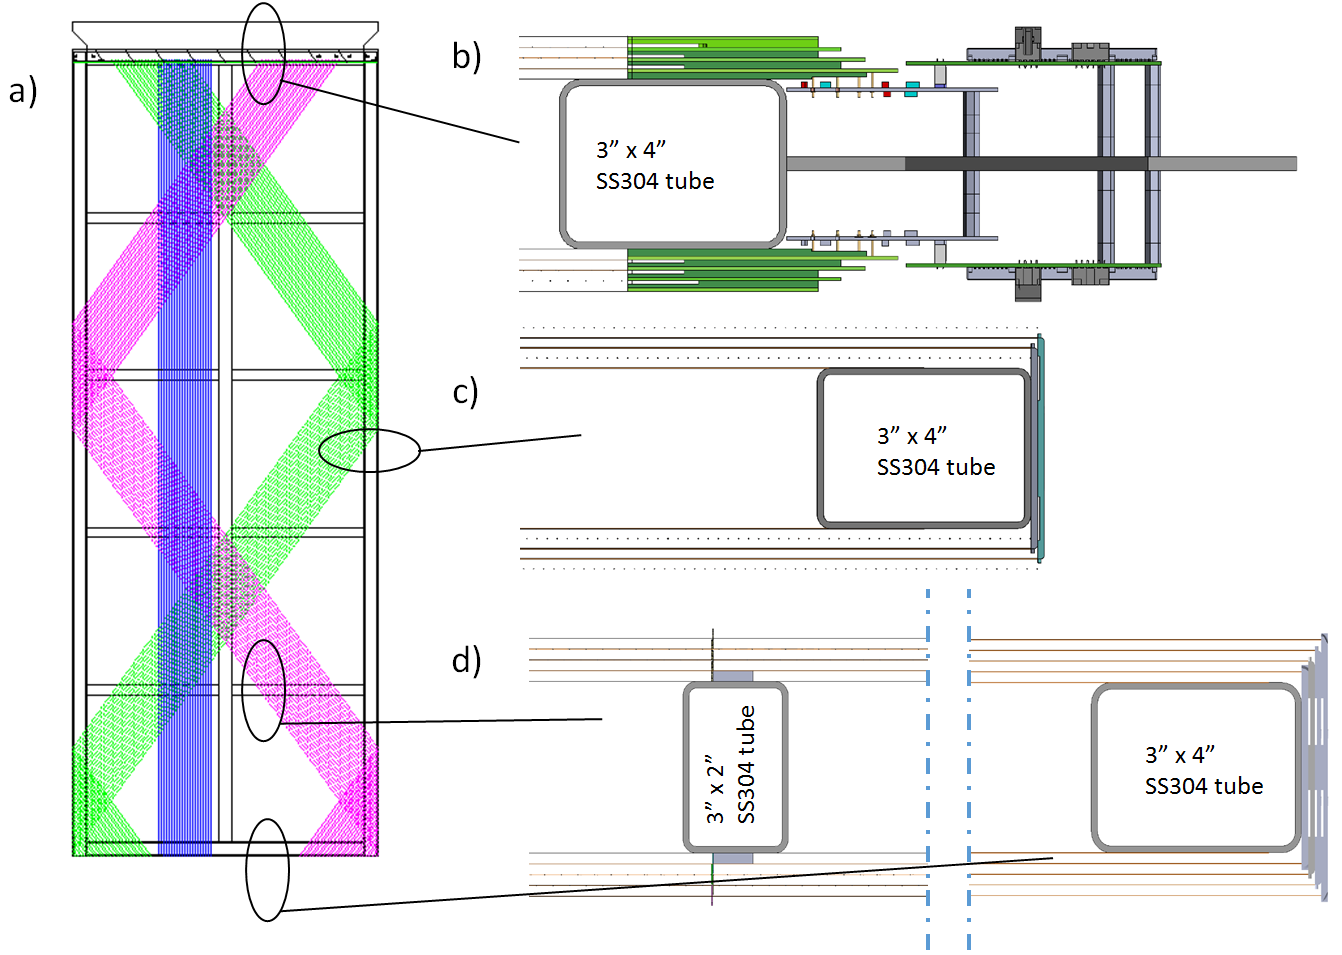 a)
b)
3” x 4”
SS304 tube
c)
3” x 4”
SS304 tube
d)
3” x 2”
SS304 tube
3” x 4”
SS304 tube